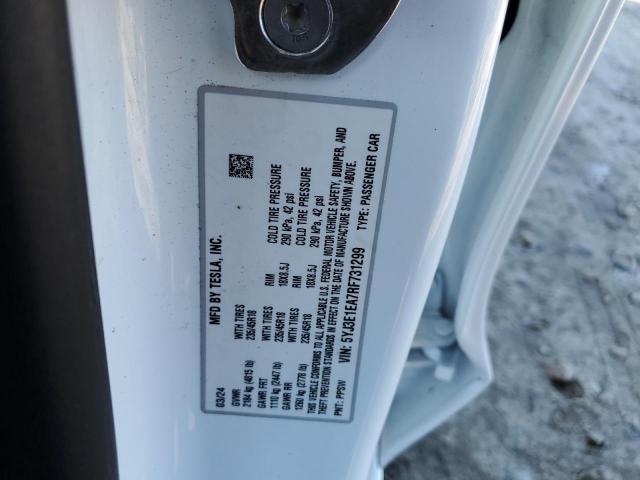 MFD BY TESLA, INC.
03/24
GVWR
2184 kg (4815 lb)
GAWR FRT WITH TIRES RIM COLD TIRE PRESSURE
1110 kg (2447 lb) 235/45R18 18X8.5J 290 kPa, 42 psi
GAWR RR WITH TIRES RIM COLD TIRE PRESSURE
1260 kg (2778 lb) 235/45R18 18X8.5J 290 kPa, 42 psi
THIS VEHICLE CONFORMS TO ALL APPLICABLE U.S. FEDERAL MOTOR VEHICLE SAFETY, BUMPER, AND
THEFT PREVENTION STANDARDS IN EFFECT ON THE DATE OF MANUFACTURE SHOWN ABOVE.
VIN: 5YJ3E1EA7RF731299 TYPE: PASSENGER CAR
PNT: PPSW